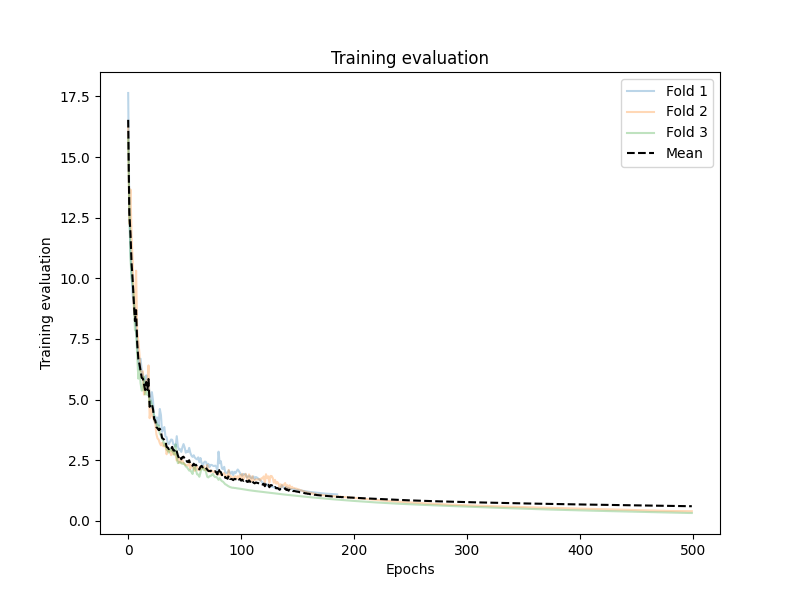 Training evaluation
17.5
15.0
12.5
10.0
7.5
5.0
2.5
0.0
Training evaluation
Fold 1
Fold 2
Fold 3
Mean
0 100 200 300 400 500
Epochs